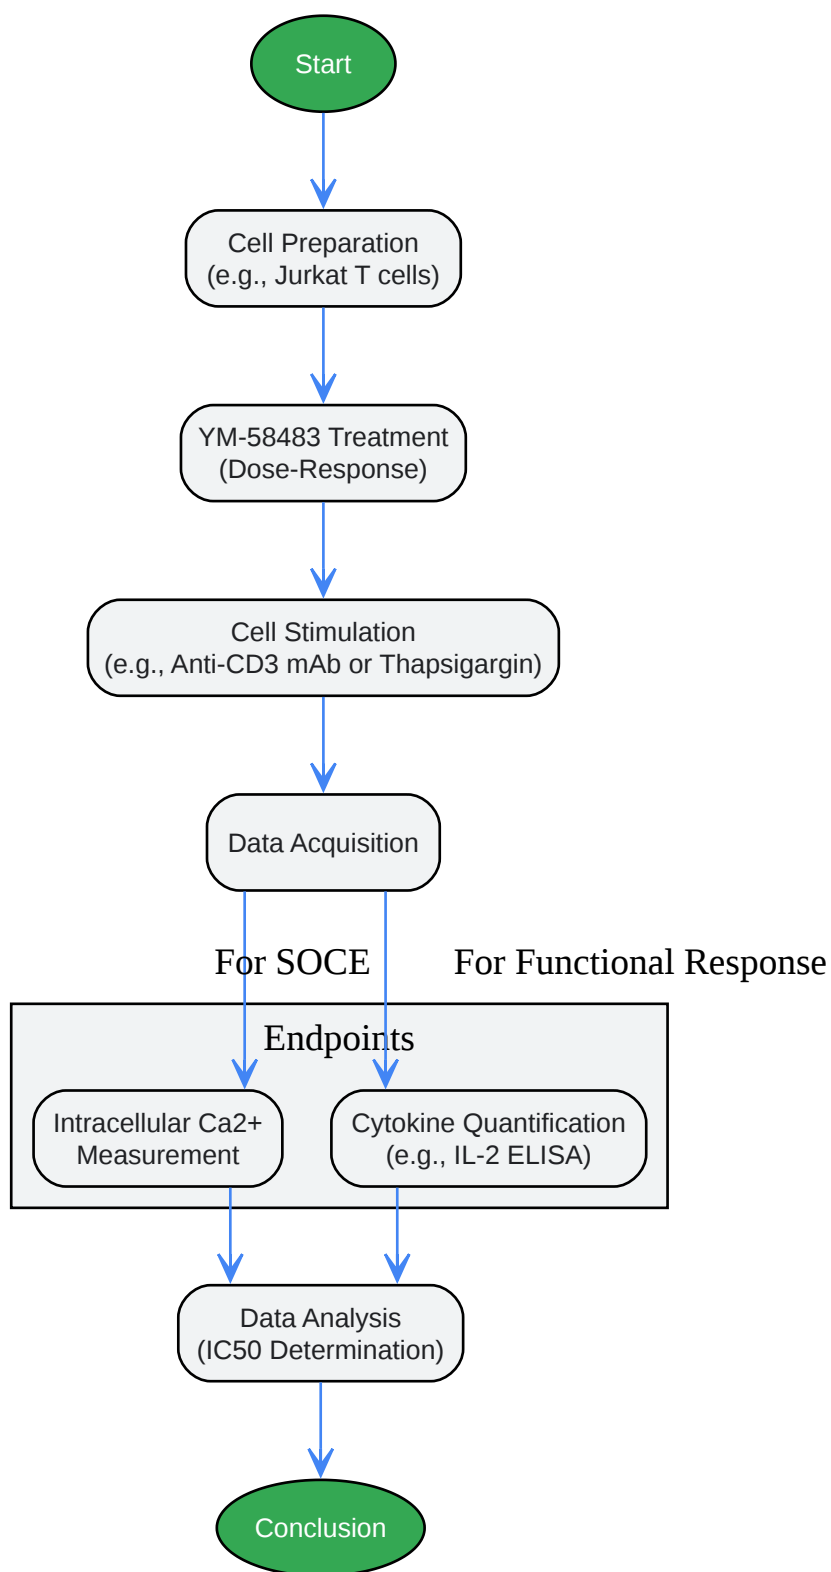 Start
Cell Preparation
(e.g., Jurkat T cells)
YM-58483 Treatment
(Dose-Response)
Cell Stimulation
(e.g., Anti-CD3 mAb or Thapsigargin)
Data Acquisition
For SOCE
For Functional Response
Endpoints
Intracellular Ca2+
Measurement
Cytokine Quantification
(e.g., IL-2 ELISA)
Data Analysis
(IC50 Determination)
Conclusion